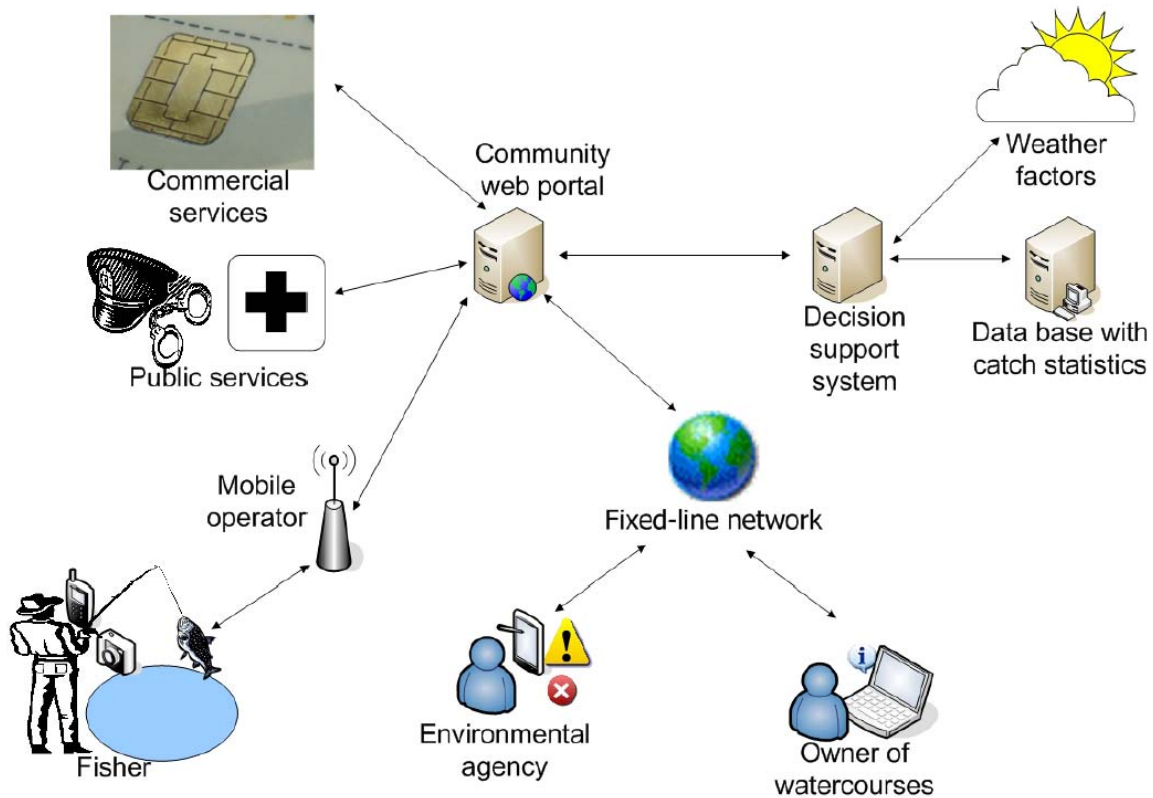 Commercial
services
Community
web portal
Weather
factors
Public services
Decision
support
system
Data base with
catch statistics
Mobile
operator
Fixed-line network
Fisher
Environmental
agency
Owner of
watercourses